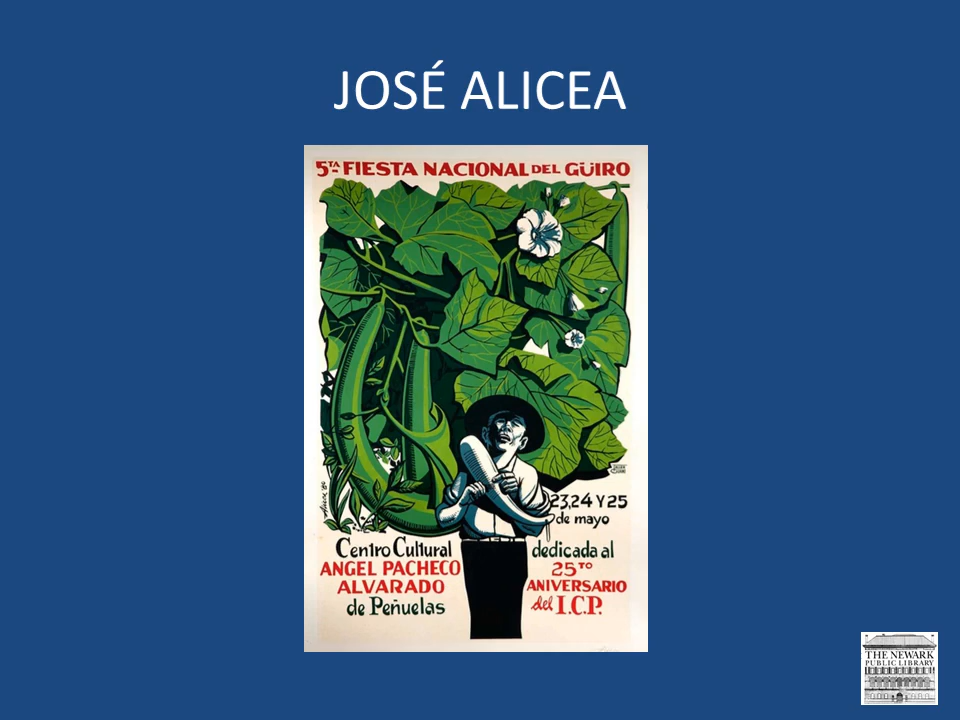 JOSÉ ALICEA
5TA FIESTA NACIONAL DEL GÜIRO
23, 24 Y 25
de mayo
Centro Cultural
ANGEL PACHECO
ALVARADO
de Peñuelas
dedicada al
25TO
ANIVERSARIO
del I.C.P.
THE NEWARK
PUBLIC LIBRARY